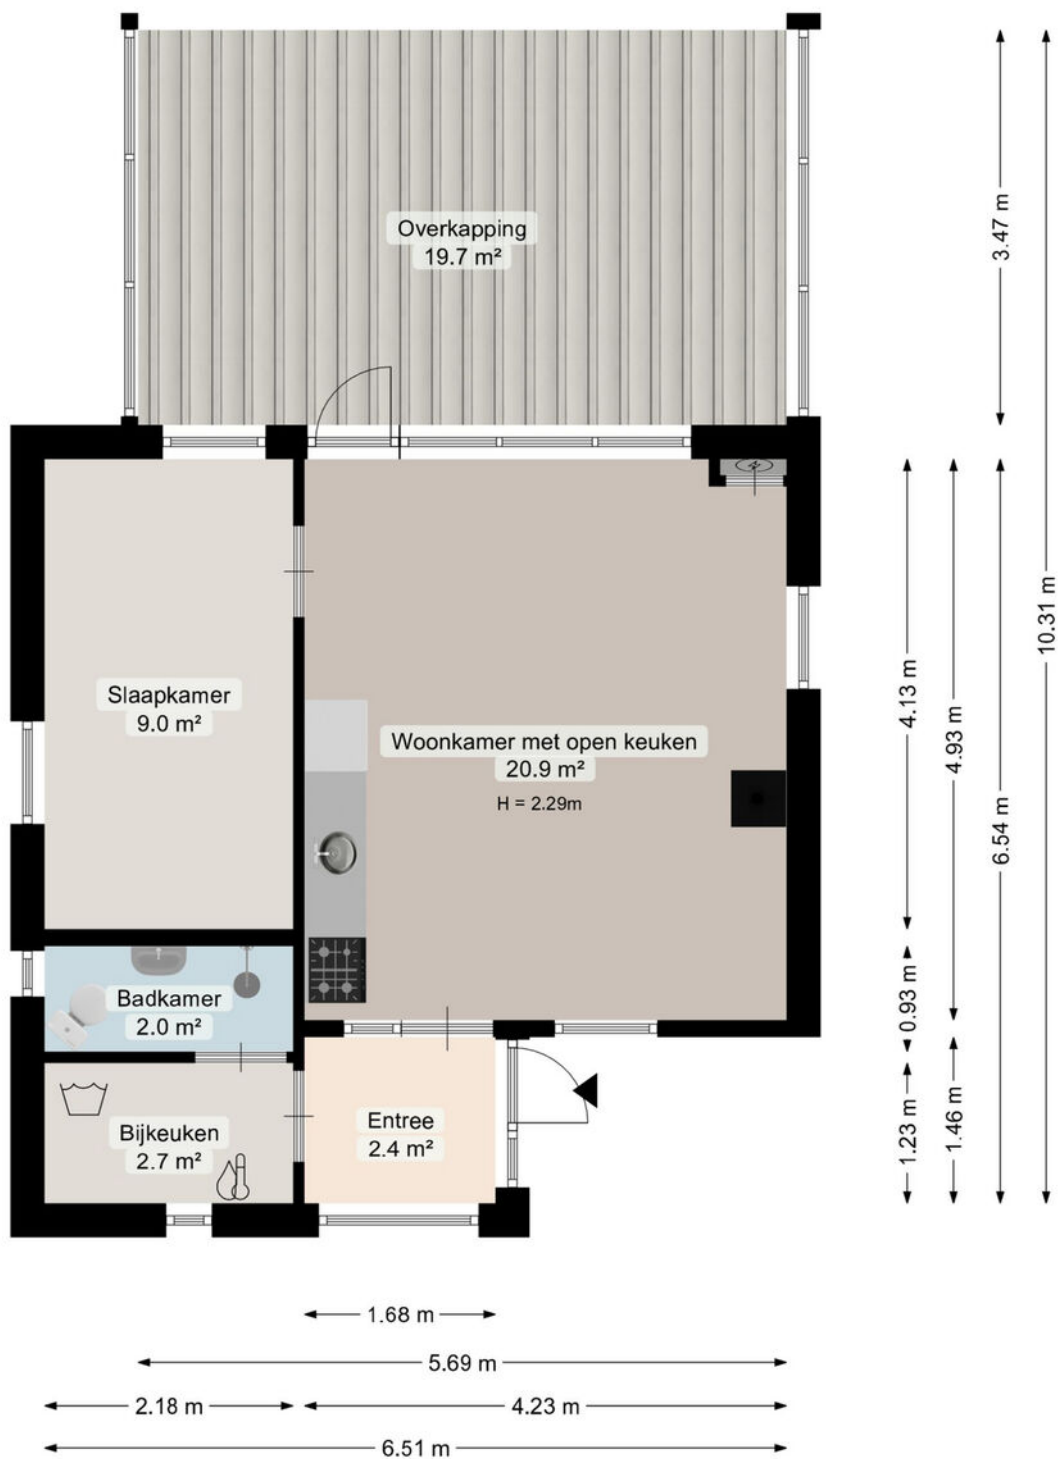 Overkapping
19.7 m²
3.47 m
10.31 m
Slaapkamer
9.0 m²
Woonkamer met open keuken
20.9 m²
H = 2.29m
4.13 m
4.93 m
6.54 m
Badkamer
2.0 m²
0.93 m
Bijkeuken
2.7 m²
Entree
2.4 m²
1.23 m
1.46 m
1.68 m
5.69 m
2.18 m
4.23 m
6.51 m